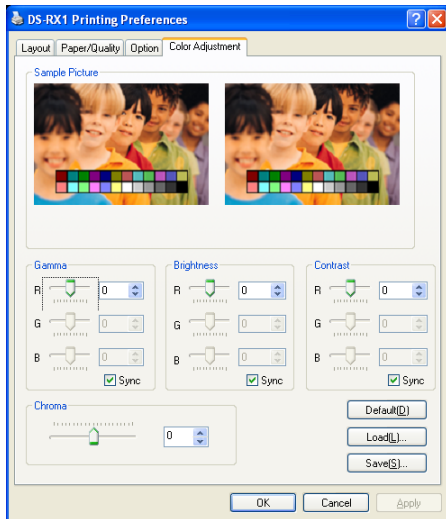 DS-RX1 Printing Preferences
Layout Paper/Quality Option Color Adjustment
Sample Picture
Gamma Brightness Contrast
R 0 R 0 R 0
G 0 G 0 G 0
B 0 B 0 B 0
Sync Sync Sync
Chroma
0
Default(D)
Load(L)...
Save(S)...
OK Cancel Apply